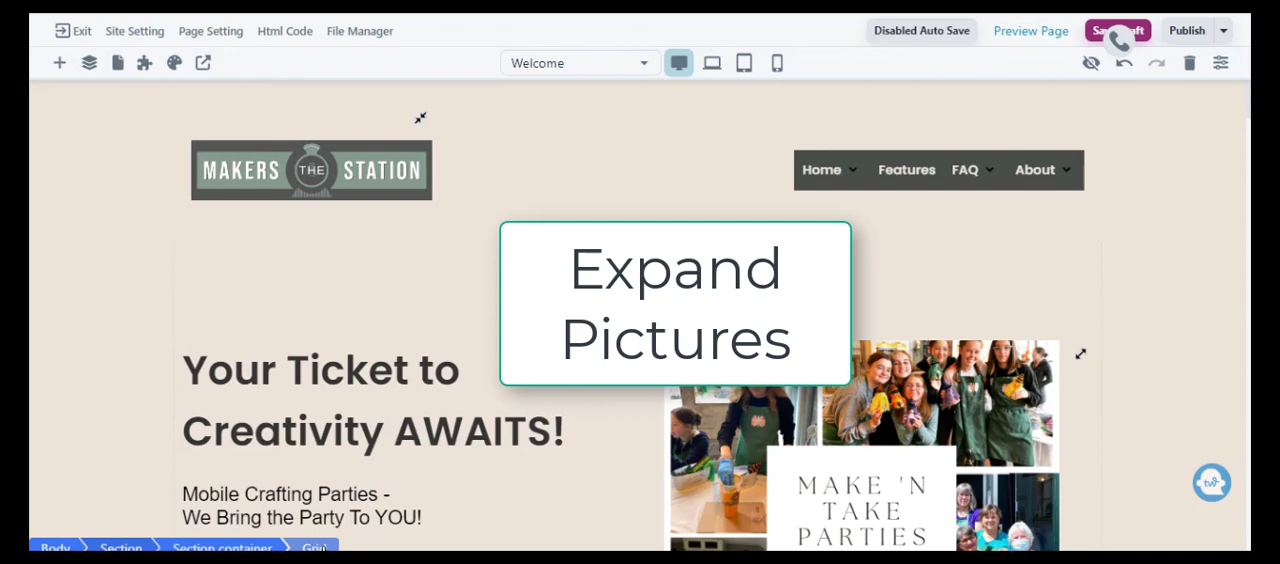 Exit Site Setting Page Setting Html Code File Manager Disabled Auto Save Preview Page Publish
Welcome
MAKERS THE STATION
Home Features FAQ About
Expand
Pictures
Your Ticket to
Creativity AWAITS!
Mobile Crafting Parties -
We Bring the Party To YOU!
MAKE 'N
TAKE
PARTIES
Body Section Section container